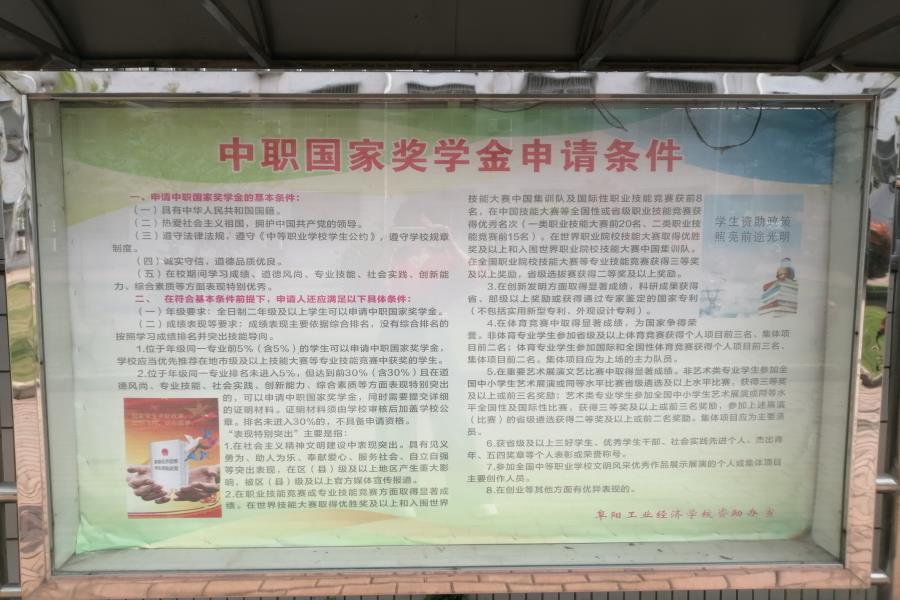 中职国家奖学金申请条件
一、申请中职国家奖学金的基本条件：
（一）具有中华人民共和国国籍。
（二）热爱社会主义祖国，拥护中国共产党的领导。
（三）遵守法律法规，遵守《中等职业学校学生公约》，遵守学校规章
制度。
（四）诚实守信，道德品质优良。
（五）在校期间学习成绩、道德风尚、专业技能、社会实践、创新能
力、综合素质等方面表现特别优秀。
二、 在符合基本条件前提下，申请人还应满足以下具体条件：
（一）年级要求：全日制二年级及以上学生可以申请中职国家奖学金。
（二）成绩表现等要求：成绩表现主要依据综合排名，没有综合排名的
按照学习成绩排名并突出技能导向。
1.位于年级同一专业前5%（含5%）的学生可以申请中职国家奖学金，
学校应当优先推荐在地市级及以上技能大赛等专业技能竞赛中获奖的学生。
2.位于年级同一专业排名未进入5%，但达到前30%（含30%）且在道
德风尚、专业技能、社会实践、创新能力、综合素质等方面表现特别突出
的，可以申请中职国家奖学金，同时需要提交详细
的证明材料。证明材料须由学校审核后加盖学校公
章。排名未进入30%的，不具备申请资格。
“表现特别突出”主要是指：
1.在社会主义精神文明建设中表现突出。具有见义
勇为、助人为乐、奉献爱心、服务社会、自立自强
等突出表现，在区（县）级及以上地区产生重大影
响，被区（县）级及以上官方媒体宣传报道。
2.在职业技能竞赛或专业技能竞赛方面取得显著成
绩。在世界技能大赛取得优胜奖及以上和入围世界
技能大赛中国集训队及国际性职业技能竞赛获前8
名，在中国技能大赛等全国性或省级职业技能竞赛获
得优秀名次（一类职业技能大赛前20名、二类职业技
能竞赛前15名）。在世界职业院校技能大赛取得优胜
奖及以上和入围世界职业院校技能大赛中国集训队。
在全国职业院校技能大赛等专业技能竞赛获得三等奖
及以上奖励，省级选拔赛获得二等奖及以上奖励。
3.在创新发明方面取得显著成绩，科研成果获得
省、部级以上奖励或获得通过专家鉴定的国家专利
（不包括实用新型专利、外观设计专利）。
4.在体育竞赛中取得显著成绩，为国家争得荣
誉。非体育专业学生参加省级及以上体育竞赛获得个人项目前三名、集体项
目前二名；体育专业学生参加国际和全国性体育竞赛获得个人项目前三名、
集体项目前二名。集体项目应为上场的主力队员。
5.在重要艺术展演文艺比赛中取得显著成绩。非艺术类专业学生参加全
国中小学生艺术展演或同等水平比赛省级遴选及以上水平比赛，获得三等奖
及以上或前三名奖励；艺术类专业学生参加全国中小学生艺术展演或同等水
平全国性及国际性比赛，获得三等奖及以上或前三名奖励，参加上述展演
（比赛）的省级遴选获得二等奖及以上或前二名奖励。集体项目应为主要演
员。
6.获省级及以上三好学生、优秀学生干部、社会实践先进个人、杰出青
年、五四奖章等个人表彰或荣誉称号。
7.参加全国中等职业学校文明风采优秀作品展示展演的个人或集体项目
主要创作人员。
8.在创业等其他方面有优异表现的。
学生资助政策
照亮前途光明
阜阳工业经济学校资助办宣